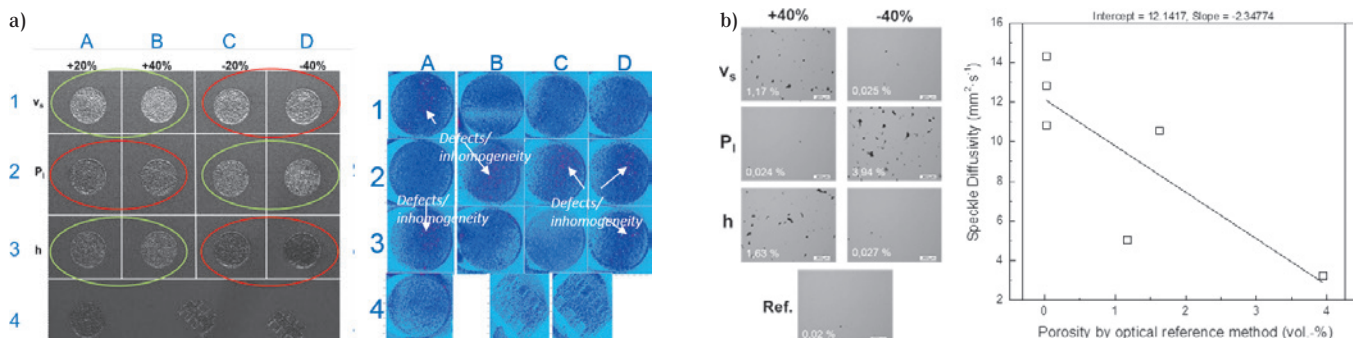 a)
A B C D
+20% +40% -20% -40%
1 vs
2 Pl
3 h
4
A B C D
1
Defects/
inhomogeneity
2
Defects/
inhomogeneity
Defects/
inhomogeneity
3
4
b)
+40% -40%
vs
1,17 % 0,025 %
Pl
0,024 % 3,94 %
h
1,63 % 0,027 %
Ref.
0,02 %
Intercept = 12.1417, Slope = -2.34774
Speckle Diffusivity (mm²·s⁻¹)
16
14
12
10
8
6
4
2
0 1 2 3 4
Porosity by optical reference method (vol.-%)